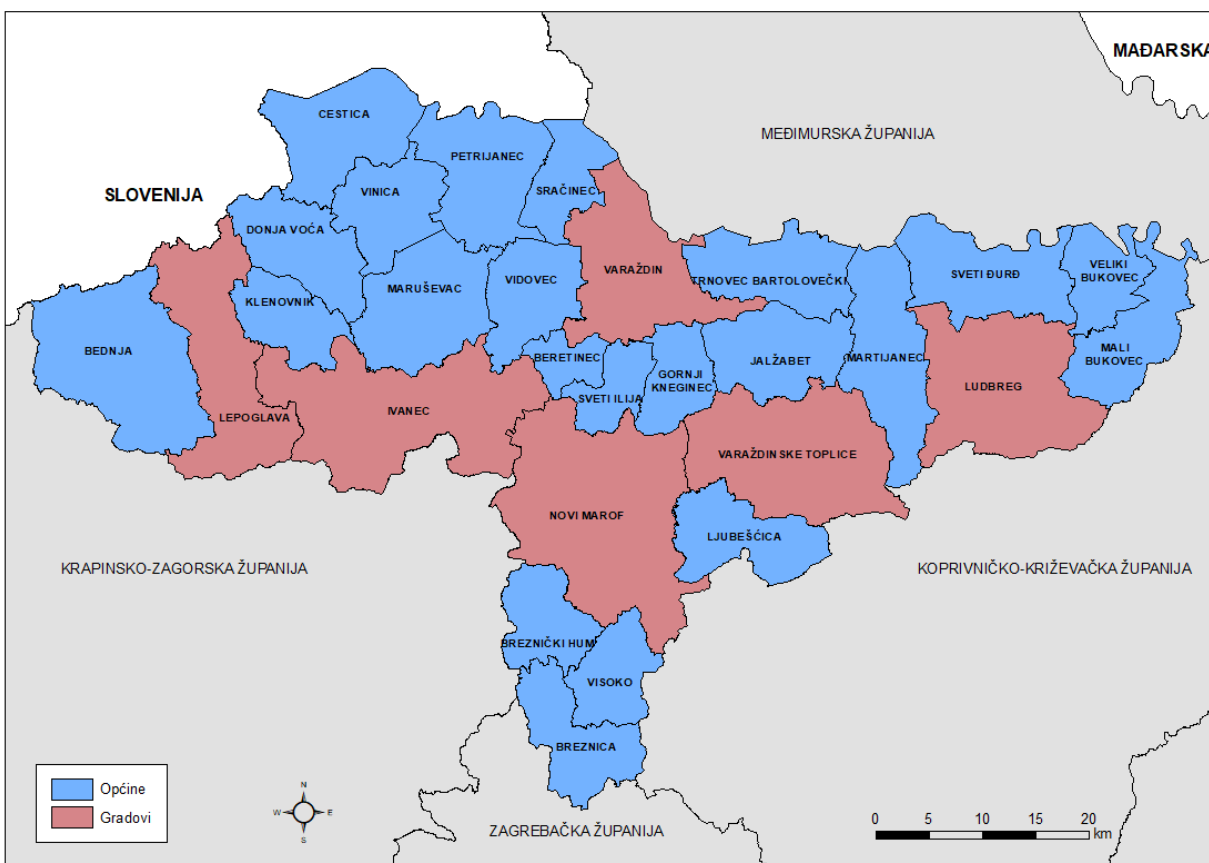 MAĐARSKA
CESTICA
MEĐIMURSKA ŽUPANIJA
PETRIJANEC
SLOVENIJA
VINICA
SRAČINEC
DONJA VOĆA
VARAŽDIN
SVETI ĐURĐ
VELIKI
BUKOVEC
VIDOVEC
TRNOVEC BARTOLOVEČKI
MARUŠEVAC
KLENOVNIK
BEDNJA
BERETINEC
GORNJI
KNEGINEC
JALŽABET
MARTIJANEC
LUDBREG
MALI
BUKOVEC
SVETI ILIJA
IVANEC
LEPOGLAVA
VARAŽDINSKE TOPLICE
NOVI MAROF
LJUBEŠĆICA
KRAPINSKO-ZAGORSKA ŽUPANIJA
KOPRIVNIČKO-KRIŽEVAČKA ŽUPANIJA
BREZNIČKI HUM
VISOKO
BREZNICA
Općine
Gradovi
N
W
E
S
ZAGREBAČKA ŽUPANIJA
0 5 10 15 20
km